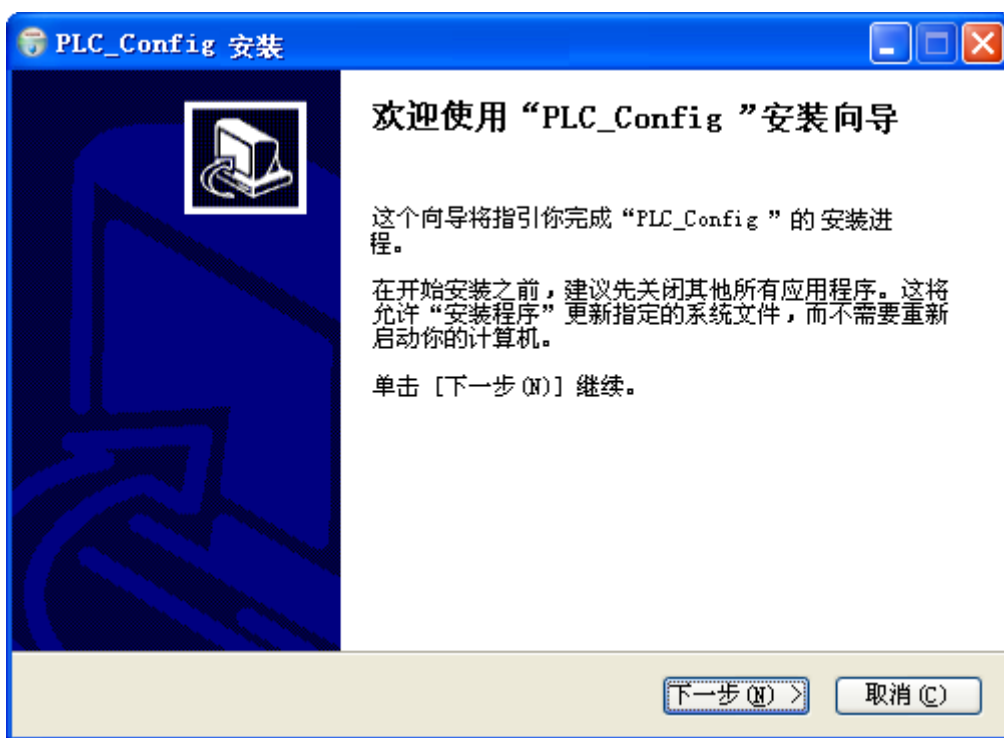 PLC_Config 安装
欢迎使用“PLC_Config ”安装向导
这个向导将指引你完成“PLC_Config ”的 安装进
程。
在开始安装之前，建议先关闭其他所有应用程序。这将
允许“安装程序”更新指定的系统文件，而不需要重新
启动你的计算机。
单击 [下一步(N)] 继续。
下一步(N) >
取消(C)